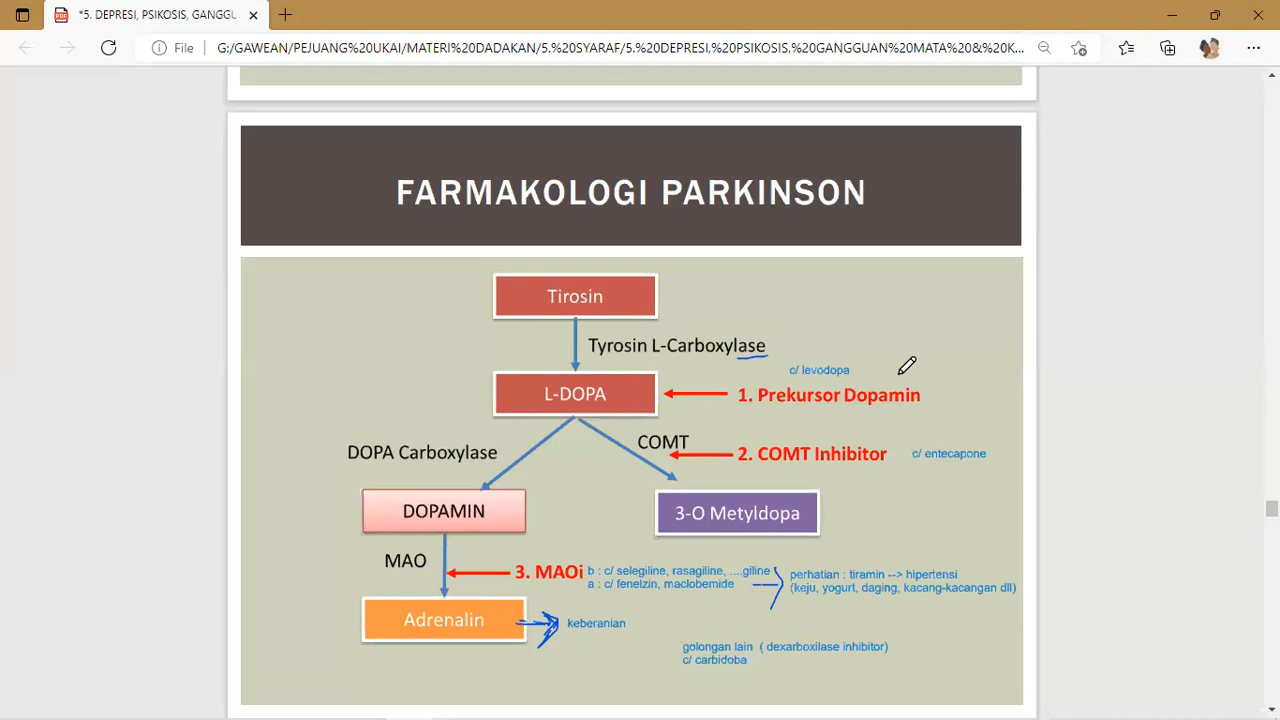 *5. DEPRESI, PSIKOSIS, GANGGU
File
G:/GAWEAN/PEJUANG%20UKAI/MATERI%20DADAKAN/5.%20SYARAF/5.%20DEPRESI,%20PSIKOSIS,%20GANGGUAN%20MATA%20&%20K...
FARMAKOLOGI PARKINSON
Tirosin
Tyrosin L-Carboxylase
c/ levodopa
L-DOPA
1. Prekursor Dopamin
COMT
DOPA Carboxylase
2. COMT Inhibitor
c/ entecapone
DOPAMIN
3-O Metyldopa
MAO
3. MAOi
b : c/ selegiline, rasagiline, ....giline
a : c/ fenelzin, maclobemide
perhatian : tiramin --> hipertensi
(keju, yogurt, daging, kacang-kacangan dll)
Adrenalin
keberanian
golongan lain ( dexarboxilase inhibitor)
c/ carbidoba